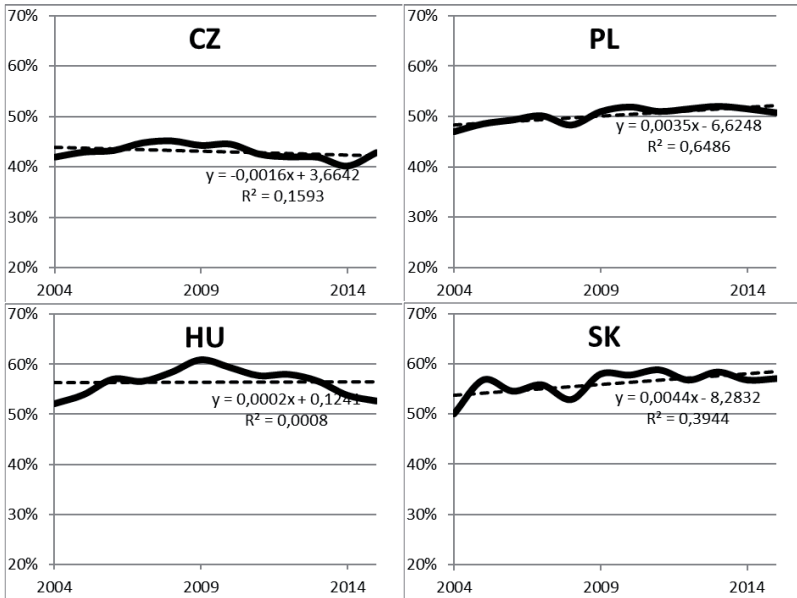 70%
CZ
60%
50%
40%
y = -0,0016x + 3,6642
R² = 0,1593
30%
20%
2004 2009 2014
70%
PL
60%
50%
y = 0,0035x - 6,6248
R² = 0,6486
40%
30%
20%
2004 2009 2014
70%
HU
60%
50%
y = 0,0002x + 0,1241
R² = 0,0008
40%
30%
20%
2004 2009 2014
70%
SK
60%
50%
y = 0,0044x - 8,2832
R² = 0,3944
40%
30%
20%
2004 2009 2014